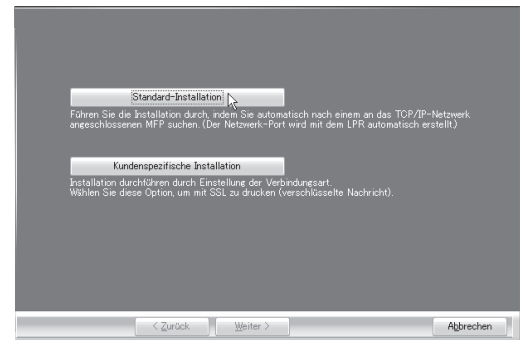 Standard-Installation
Führen Sie die Installation durch, indem Sie automatisch nach einem an das TCP/IP-Netzwerk
angeschlossenen MFP suchen. (Der Netzwerk-Port wird mit dem LPR automatisch erstellt.)
Kundenspezifische Installation
Installation durchführen durch Einstellung der Verbindungsart.
Wählen Sie diese Option, um mit SSL zu drucken (verschlüsselte Nachricht).
< Zurück Weiter > Abbrechen